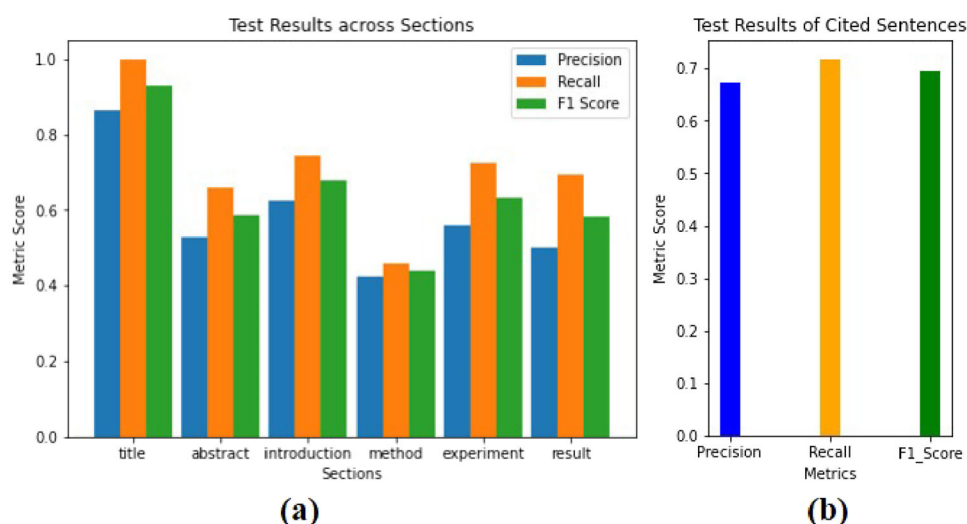 Test Results across Sections
Precision
Recall
F1 Score
1.0
0.8
0.6
0.4
0.2
0.0
Metric Score
title abstract introduction method experiment result
Sections
(a)
Test Results of Cited Sentences
0.7
0.6
0.5
0.4
0.3
0.2
0.1
0.0
Metric Score
Precision Recall F1_Score
Metrics
(b)